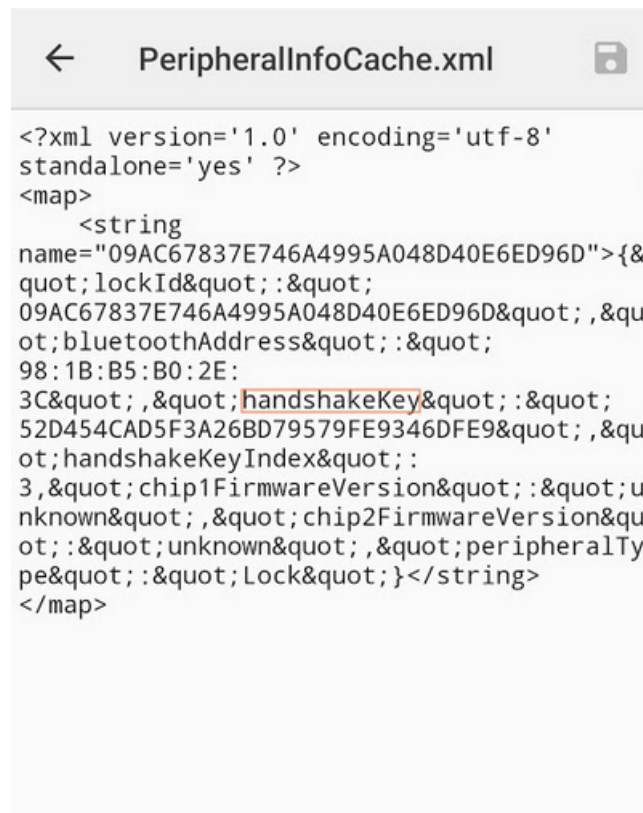 PeripheralInfoCache.xml
<?xml version='1.0' encoding='utf-8'
standalone='yes' ?>
<map>
    <string
name="09AC67837E746A4995A048D40E6ED96D">{&
quot;lockId&quot;:&quot;
09AC67837E746A4995A048D40E6ED96D&quot;,&qu
ot;bluetoothAddress&quot;:&quot;
98:1B:B5:B0:2E:
3C&quot;,&quot;handshakeKey&quot;:&quot;
52D454CAD5F3A26BD79579FE9346DFE9&quot;,&qu
ot;handshakeKeyIndex&quot;:
3,&quot;chip1FirmwareVersion&quot;:&quot;u
nknown&quot;,&quot;chip2FirmwareVersion&qu
ot;:&quot;unknown&quot;,&quot;peripheralTy
pe&quot;:&quot;Lock&quot;}</string>
</map>